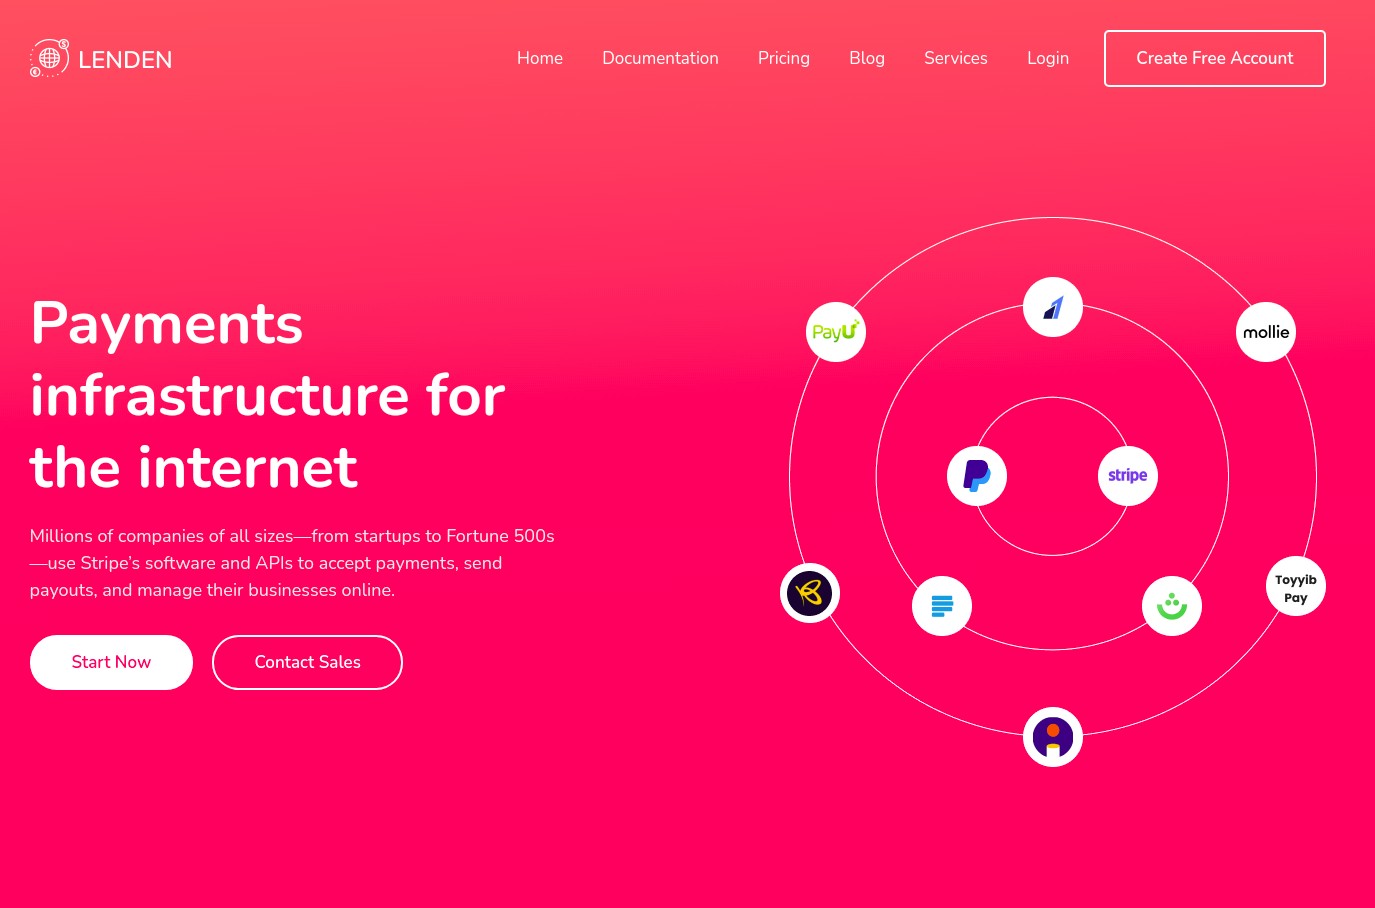 LENDEN
Home Documentation Pricing Blog Services Login Create Free Account
Payments
infrastructure for
the internet
Millions of companies of all sizes—from startups to Fortune 500s
—use Stripe’s software and APIs to accept payments, send
payouts, and manage their businesses online.
Start Now Contact Sales
PayU
mollie
stripe
Toyyib
Pay